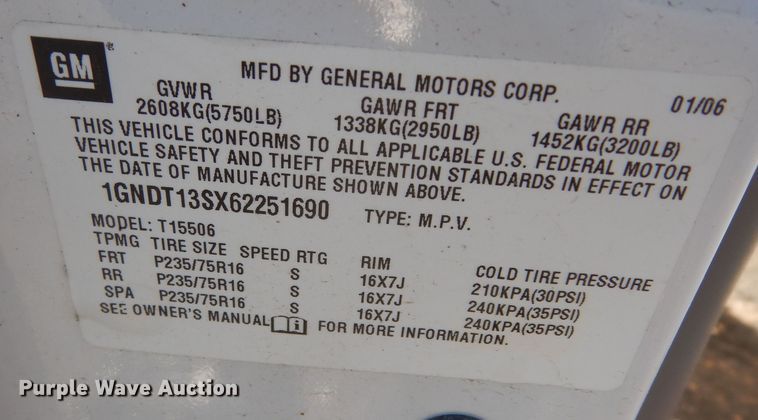 GM
MFD BY GENERAL MOTORS CORP. 01/06
GVWR GAWR FRT GAWR RR
2608KG(5750LB) 1338KG(2950LB) 1452KG(3200LB)
THIS VEHICLE CONFORMS TO ALL APPLICABLE U.S. FEDERAL MOTOR
VEHICLE SAFETY AND THEFT PREVENTION STANDARDS IN EFFECT ON
THE DATE OF MANUFACTURE SHOWN ABOVE.
1GNDT13SX62251690 TYPE: M.P.V.
MODEL: T15506
TPMG TIRE SIZE SPEED RTG RIM COLD TIRE PRESSURE
FRT P235/75R16 S 16X7J 210KPA(30PSI)
RR P235/75R16 S 16X7J 240KPA(35PSI)
SPA P235/75R16 S 16X7J 240KPA(35PSI)
SEE OWNER'S MANUAL FOR MORE INFORMATION.
Purple Wave Auction